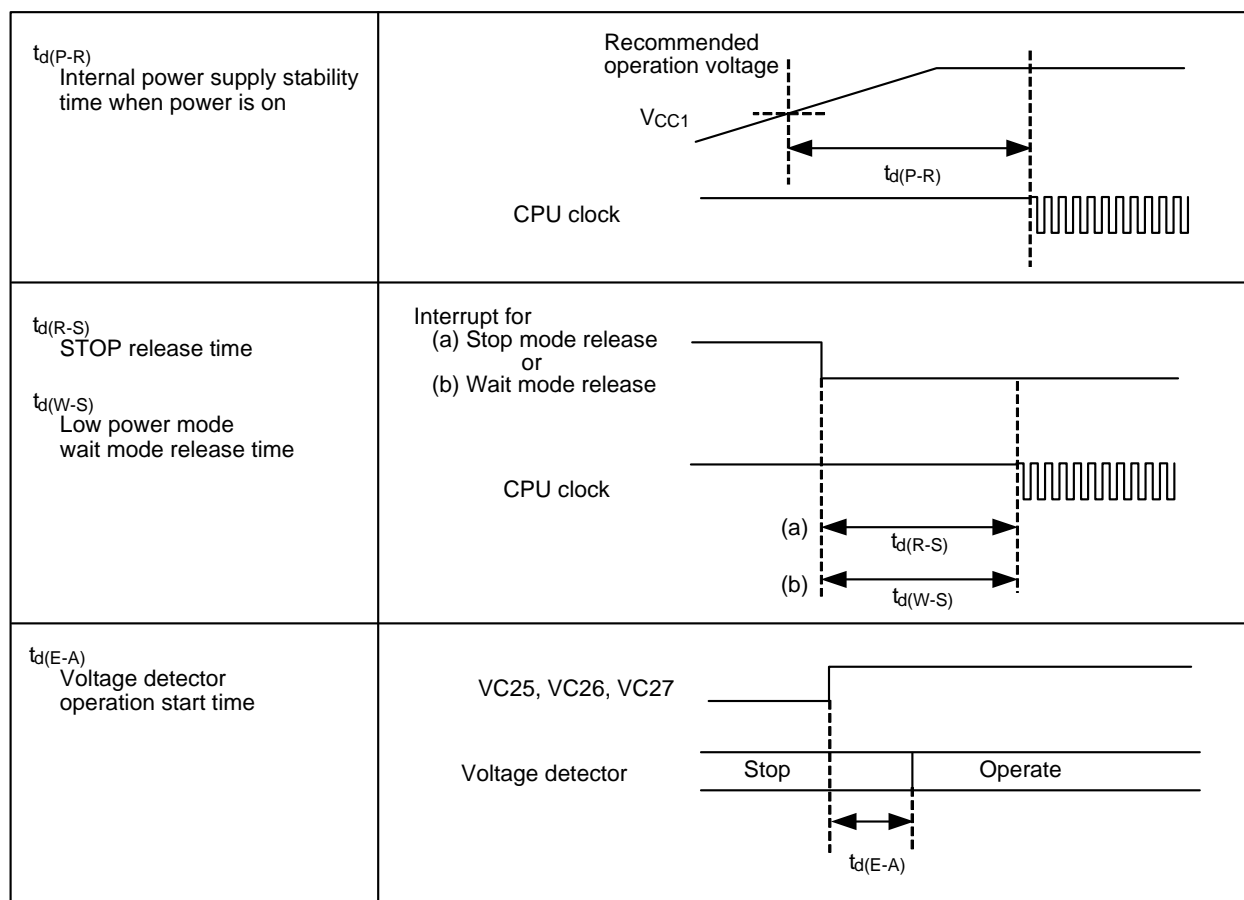 td(P-R)
Internal power supply stability
time when power is on
Recommended
operation voltage
VCC1
td(P-R)
CPU clock
td(R-S)
STOP release time
td(W-S)
Low power mode
wait mode release time
Interrupt for
(a) Stop mode release
or
(b) Wait mode release
CPU clock
(a)
td(R-S)
(b)
td(W-S)
td(E-A)
Voltage detector
operation start time
VC25, VC26, VC27
Voltage detector
Stop
Operate
td(E-A)